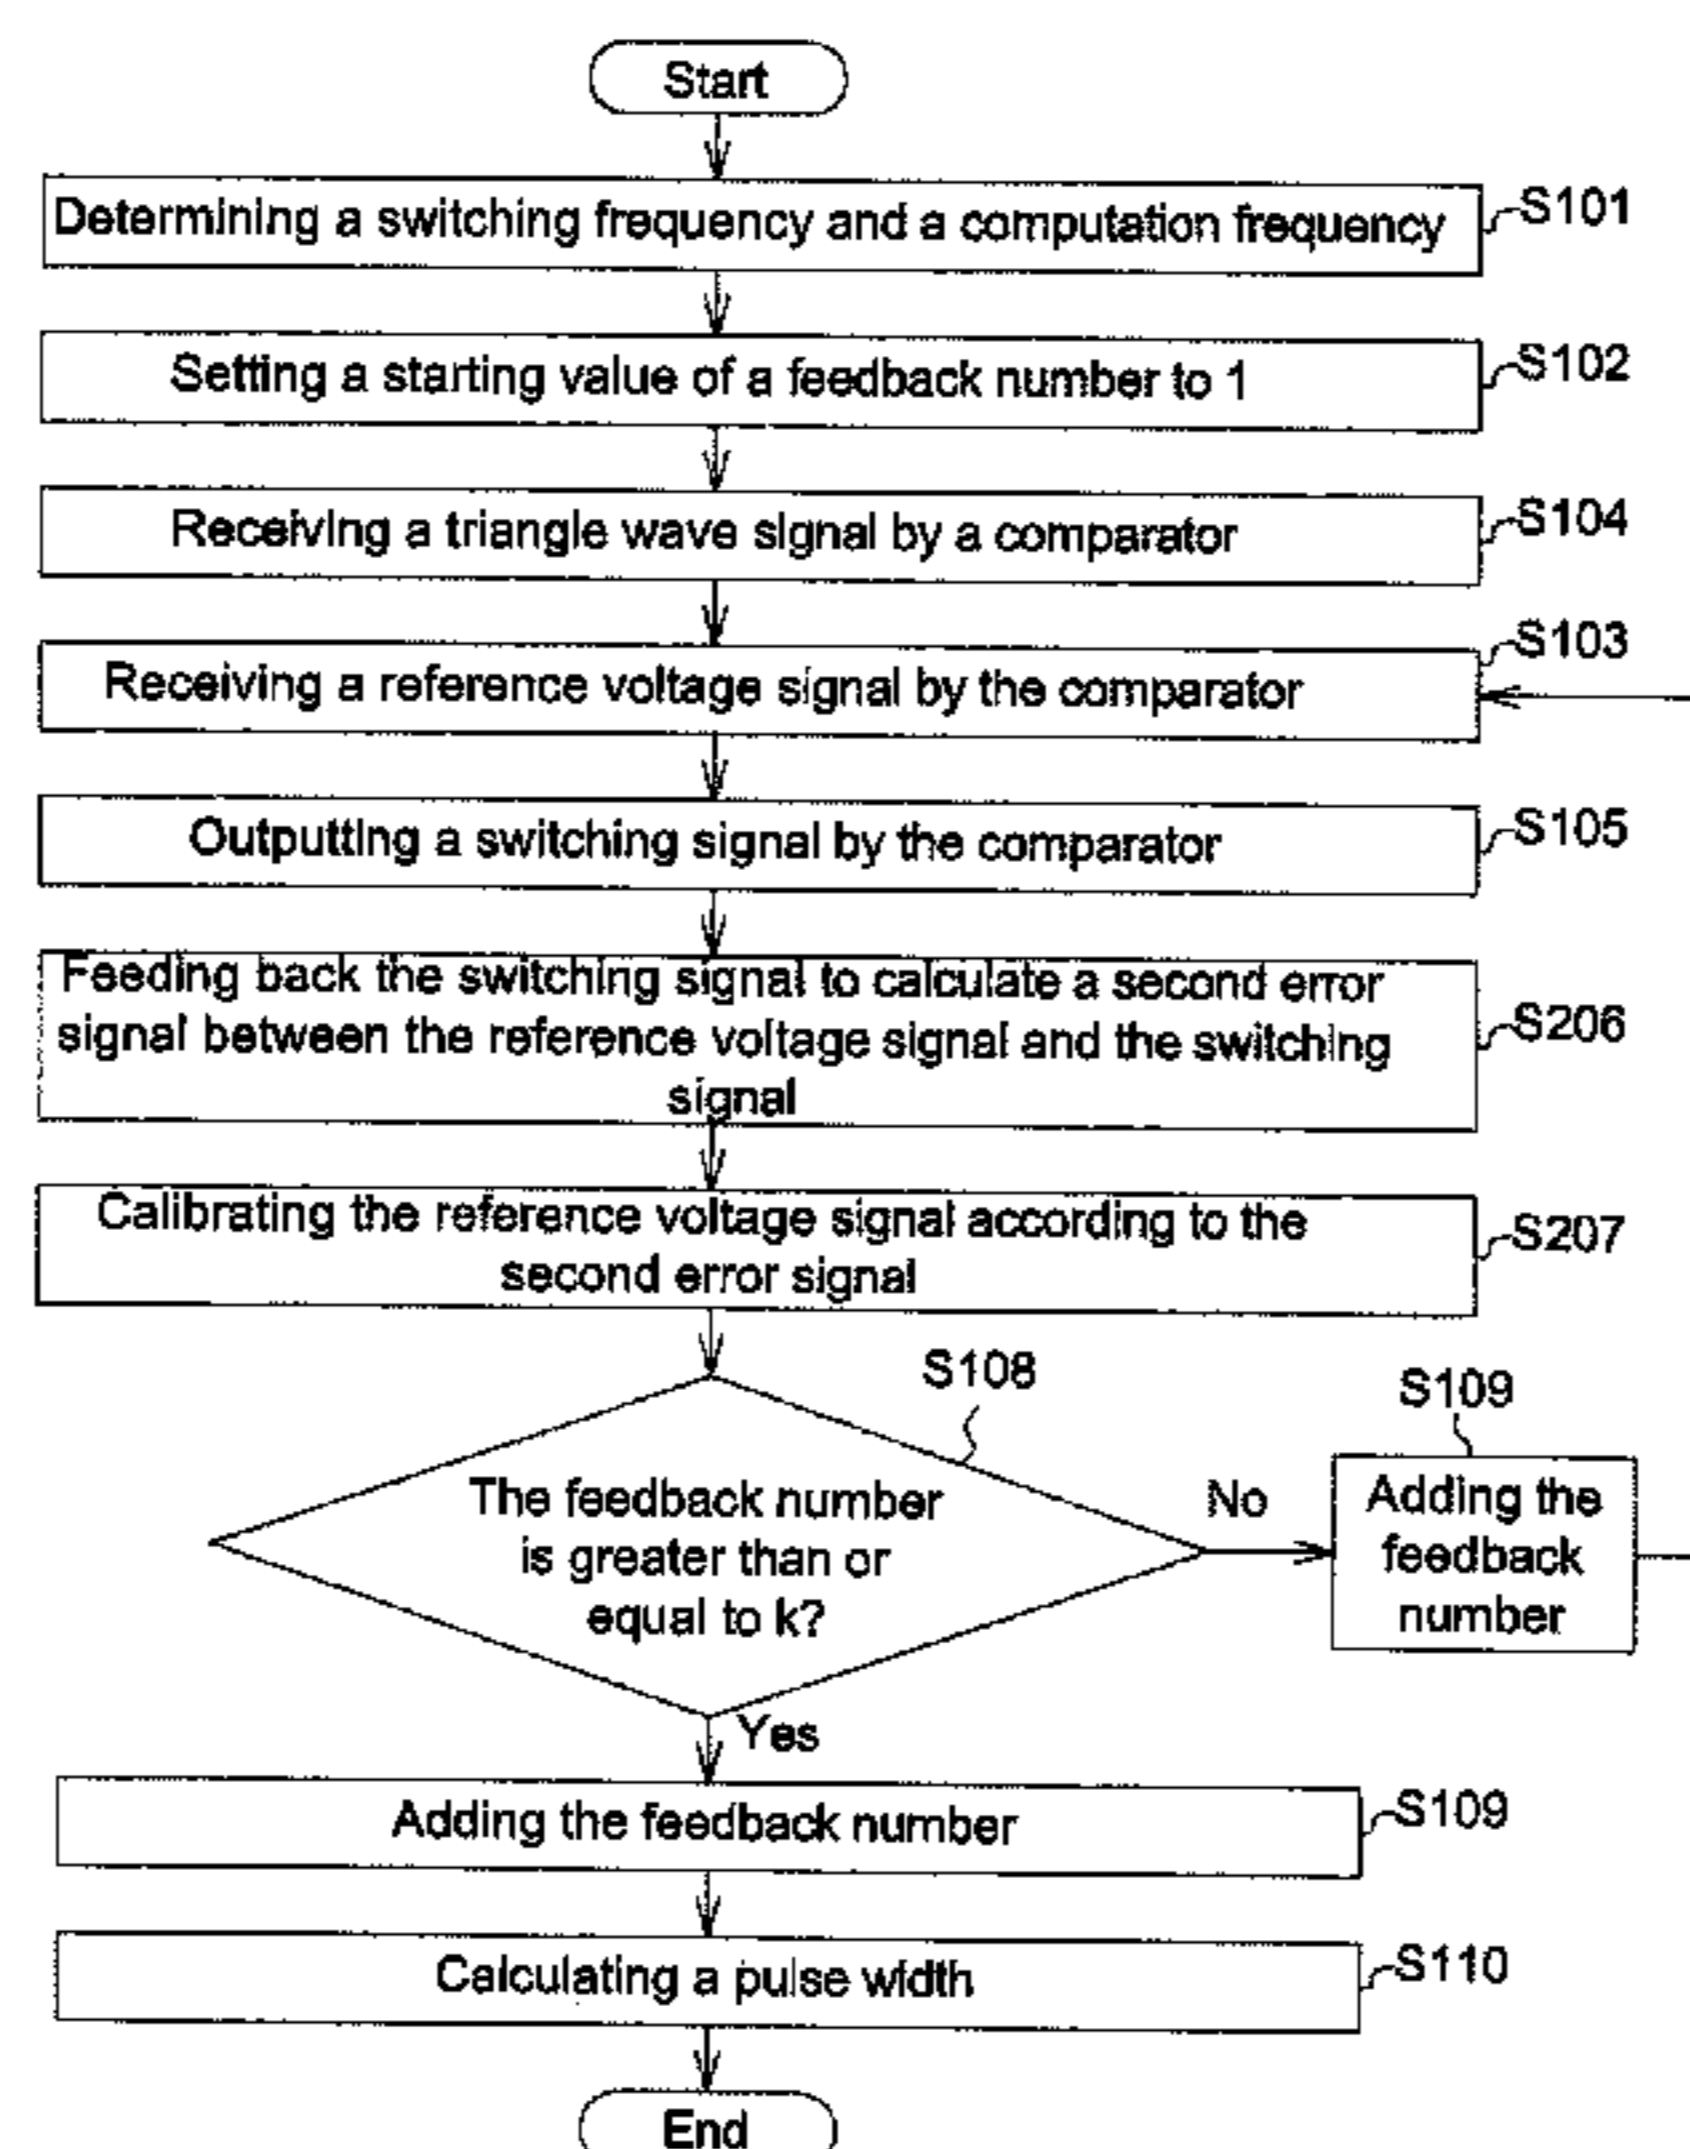 Start
Determining a switching frequency and a computation frequency
S101
Setting a starting value of a feedback number to 1
S102
Receiving a triangle wave signal by a comparator
S104
Receiving a reference voltage signal by the comparator
S103
Outputting a switching signal by the comparator
S105
Feeding back the switching signal to calculate a second error
signal between the reference voltage signal and the switching
signal
S206
Calibrating the reference voltage signal according to the
second error signal
S207
S108
The feedback number
is greater than or
equal to k?
No
S109
Adding the
feedback
number
Yes
Adding the feedback number
S109
Calculating a pulse width
S110
End